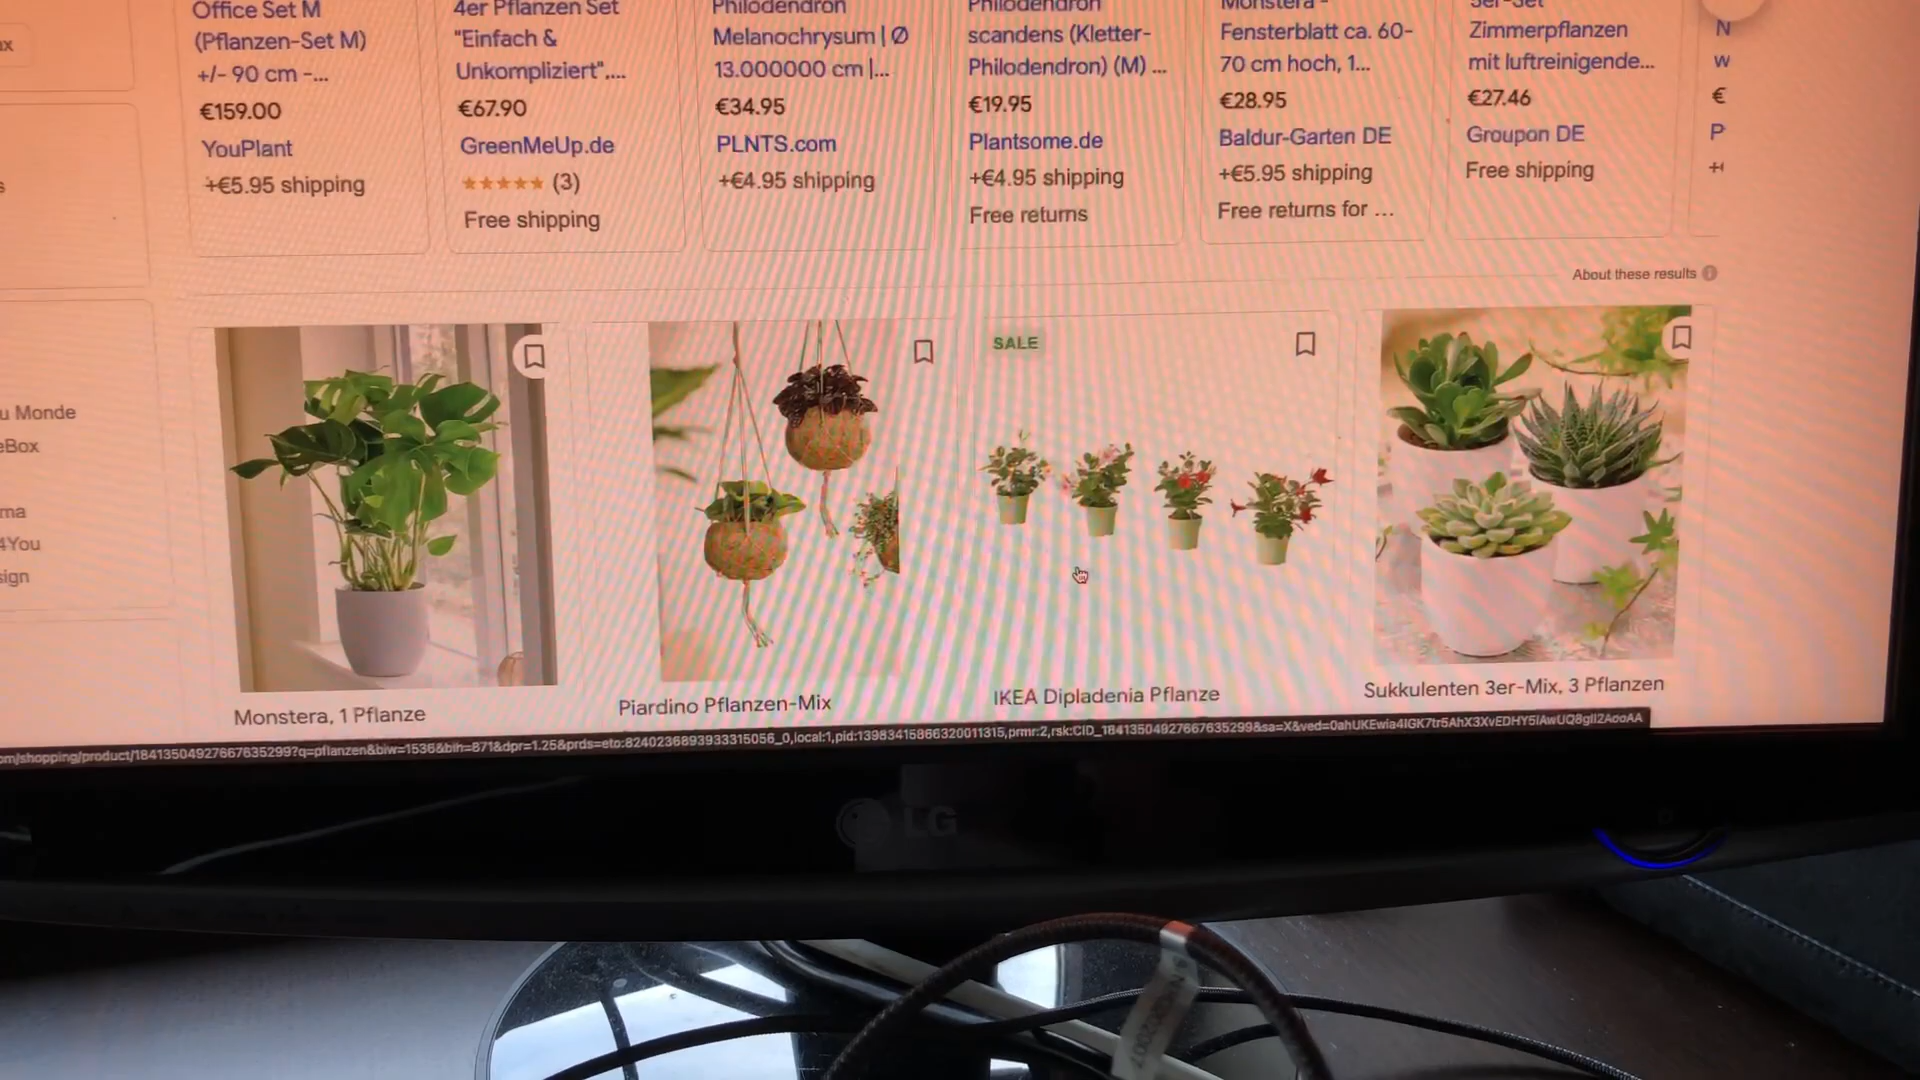 Office Set M
(Pflanzen-Set M)
+/- 90 cm -...
€159.00
YouPlant
+€5.95 shipping
4er Pflanzen Set
"Einfach &
Unkompliziert",...
€67.90
GreenMeUp.de
(3)
Free shipping
Philodendron
Melanochrysum | Ø
13.000000 cm |...
€34.95
PLNTS.com
+€4.95 shipping
Philodendron
scandens (Kletter-
Philodendron) (M) ...
€19.95
Plantsome.de
+€4.95 shipping
Free returns
Monstera -
Fensterblatt ca. 60-
70 cm hoch, 1...
€28.95
Baldur-Garten DE
+€5.95 shipping
Free returns for ...
3er-Set
Zimmerpflanzen
mit luftreinigende...
€27.46
Groupon DE
Free shipping
N
W
€
P
About these results
u Monde
eBox
ma
4You
sign
SALE
Monstera, 1 Pflanze
Piardino Pflanzen-Mix
IKEA Dipladenia Pflanze
Sukkulenten 3er-Mix, 3 Pflanzen
LG